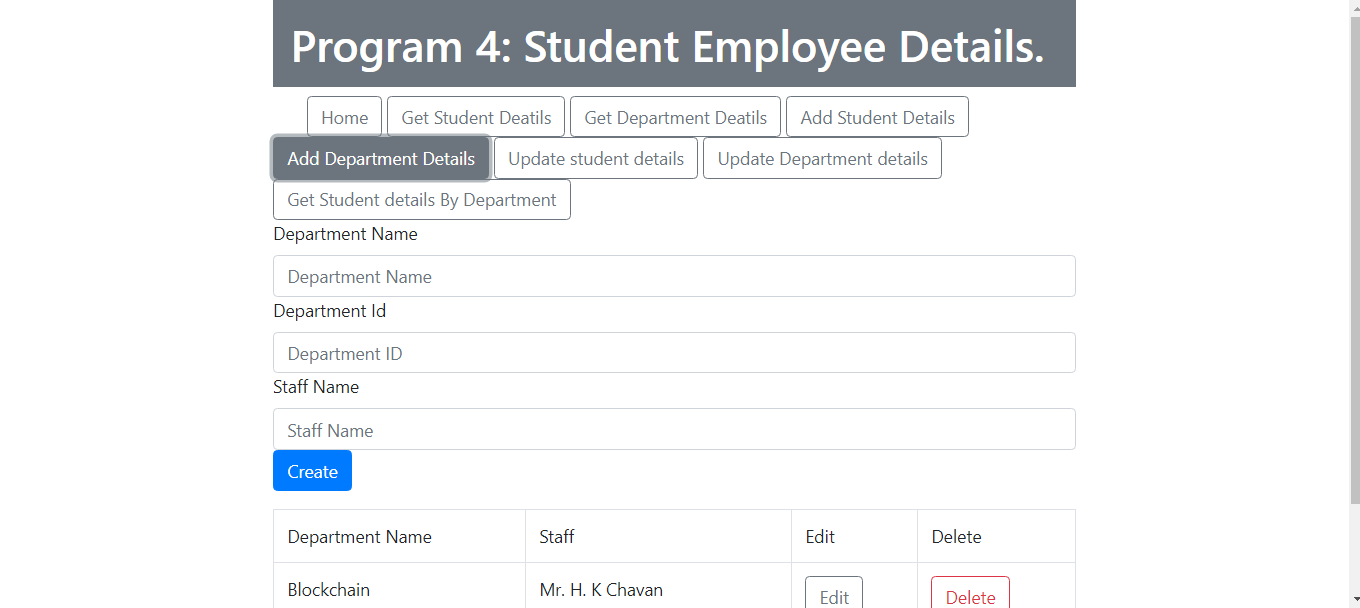 Program 4: Student Employee Details.
Home Get Student Deatils Get Department Deatils Add Student Details
Add Department Details Update student details Update Department details
Get Student details By Department
Department Name
Department Name
Department Id
Department ID
Staff Name
Staff Name
Create
Department Name Staff Edit Delete
Blockchain Mr. H. K Chavan Edit Delete